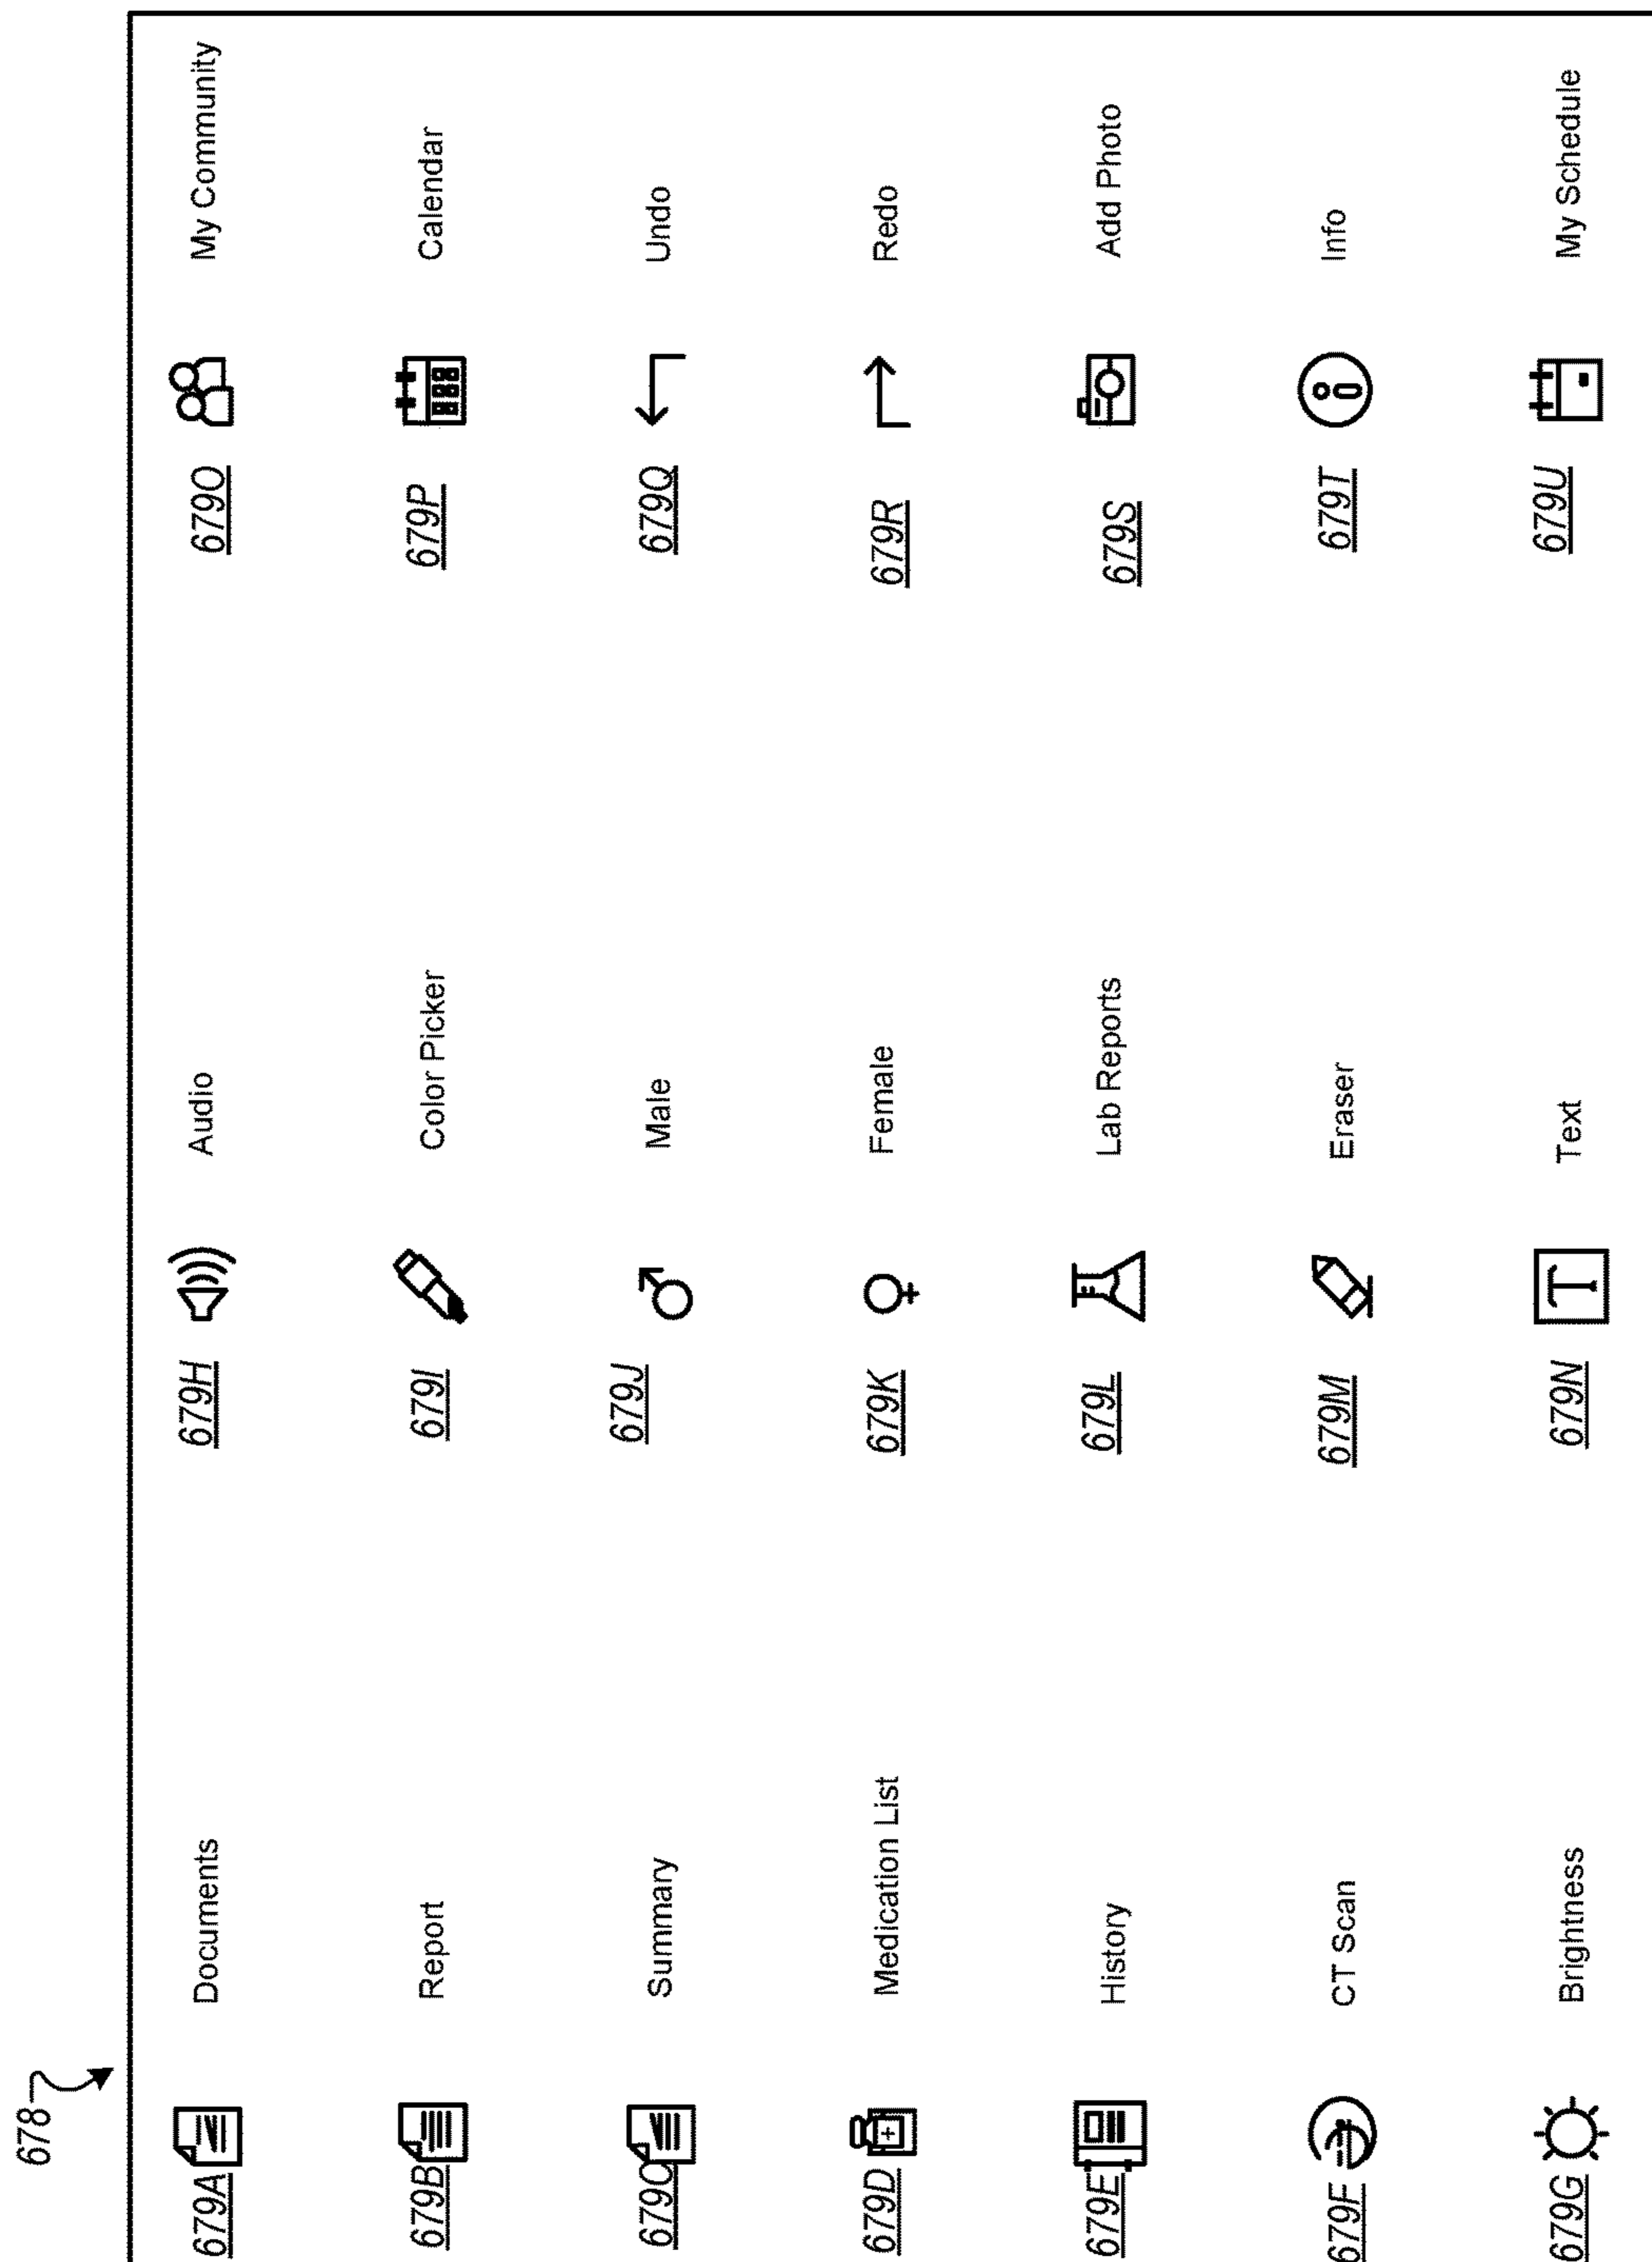 678
679A Documents
679B Report
679C Summary
679D Medication List
679E History
679F CT Scan
679G Brightness
679H Audio
679I Color Picker
679J Male
679K Female
679L Lab Reports
679M Eraser
679N Text
679O My Community
679P Calendar
679Q Undo
679R Redo
679S Add Photo
679T Info
679U My Schedule